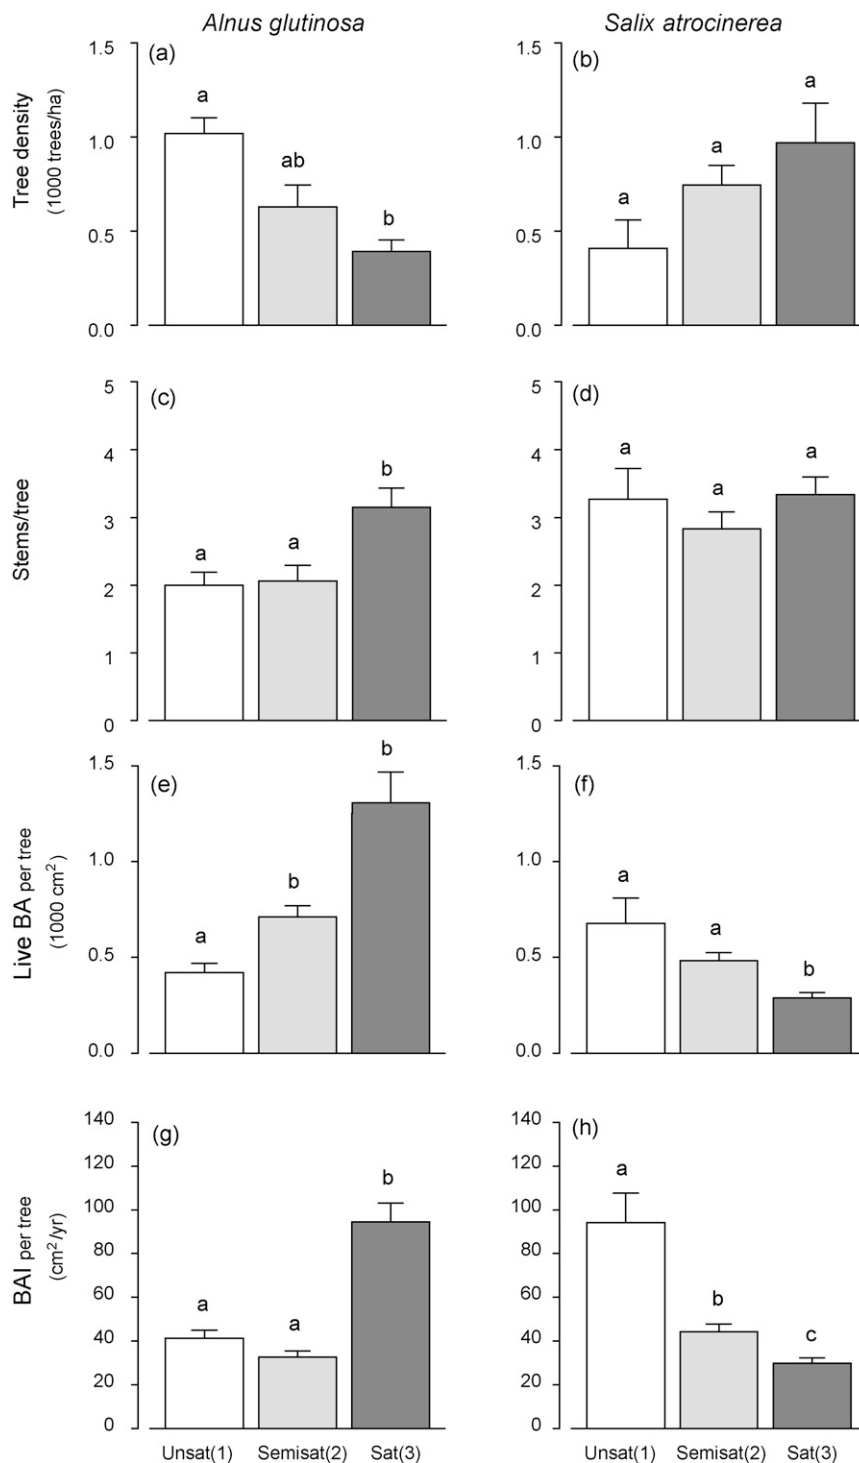 Alnus glutinosa
Salix atrocinerea
Tree density
(1000 trees/ha)
(a)
1.5
1.0
0.5
0.0
a
ab
b
(b)
1.5
1.0
0.5
0.0
a
a
a
Stems/tree
(c)
5
4
3
2
1
0
a
a
b
(d)
5
4
3
2
1
0
a
a
a
Live BA per tree
(1000 cm²)
(e)
1.5
1.0
0.5
0.0
a
b
b
(f)
1.5
1.0
0.5
0.0
a
a
b
BAI per tree
(cm²/yr)
(g)
140
120
100
80
60
40
20
0
a
a
b
Unsat(1) Semisat(2) Sat(3)
(h)
140
120
100
80
60
40
20
0
a
b
c
Unsat(1) Semisat(2) Sat(3)